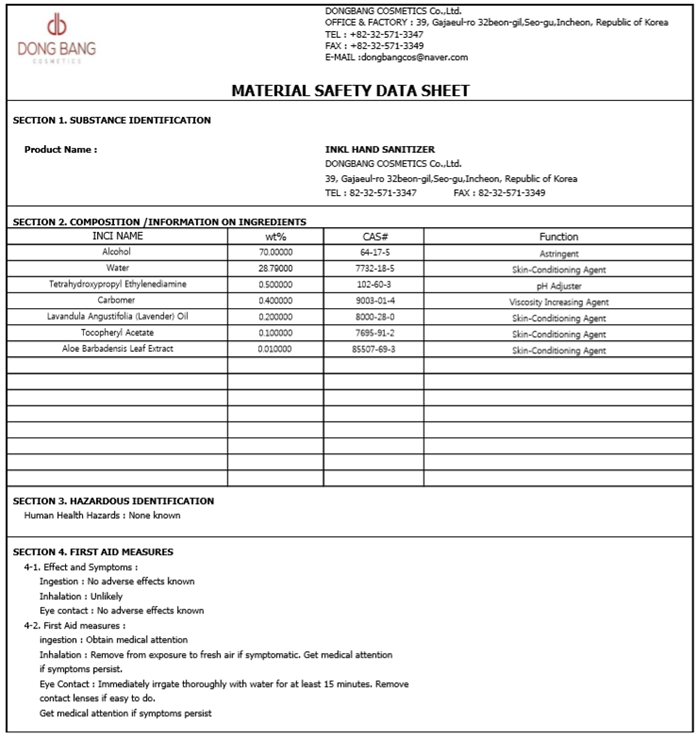 DONG BANG
COSMETICS
DONGBANG COSMETICS Co.,Ltd.
OFFICE & FACTORY : 39, Gajaeul-ro 32beon-gil,Seo-gu,Incheon, Republic of Korea
TEL : +82-32-571-3347
FAX : +82-32-571-3349
E-MAIL :dongbangcos@naver.com
MATERIAL SAFETY DATA SHEET
SECTION 1. SUBSTANCE IDENTIFICATION
Product Name : INKL HAND SANITIZER
DONGBANG COSMETICS Co.,Ltd.
39, Gajaeul-ro 32beon-gil,Seo-gu,Incheon, Republic of Korea
TEL : 82-32-571-3347 FAX : 82-32-571-3349
SECTION 2. COMPOSITION /INFORMATION ON INGREDIENTS
INCI NAME wt% CAS# Function
Alcohol 70.00000 64-17-5 Astringent
Water 28.79000 7732-18-5 Skin-Conditioning Agent
Tetrahydroxypropyl Ethylenediamine 0.500000 102-60-3 pH Adjuster
Carbomer 0.400000 9003-01-4 Viscosity Increasing Agent
Lavandula Angustifolia (Lavender) Oil 0.200000 8000-28-0 Skin-Conditioning Agent
Tocopheryl Acetate 0.100000 7695-91-2 Skin-Conditioning Agent
Aloe Barbadensis Leaf Extract 0.010000 85507-69-3 Skin-Conditioning Agent
SECTION 3. HAZARDOUS IDENTIFICATION
Human Health Hazards : None known
SECTION 4. FIRST AID MEASURES
4-1. Effect and Symptoms :
Ingestion : No adverse effects known
Inhalation : Unlikely
Eye contact : No adverse effects known
4-2. First Aid measures :
ingestion : Obtain medical attention
Inhalation : Remove from exposure to fresh air if symptomatic. Get medical attention
if symptoms persist.
Eye Contact : Immediately irrgate thoroughly with water for at least 15 minutes. Remove
contact lenses if easy to do.
Get medical attention if symptoms persist